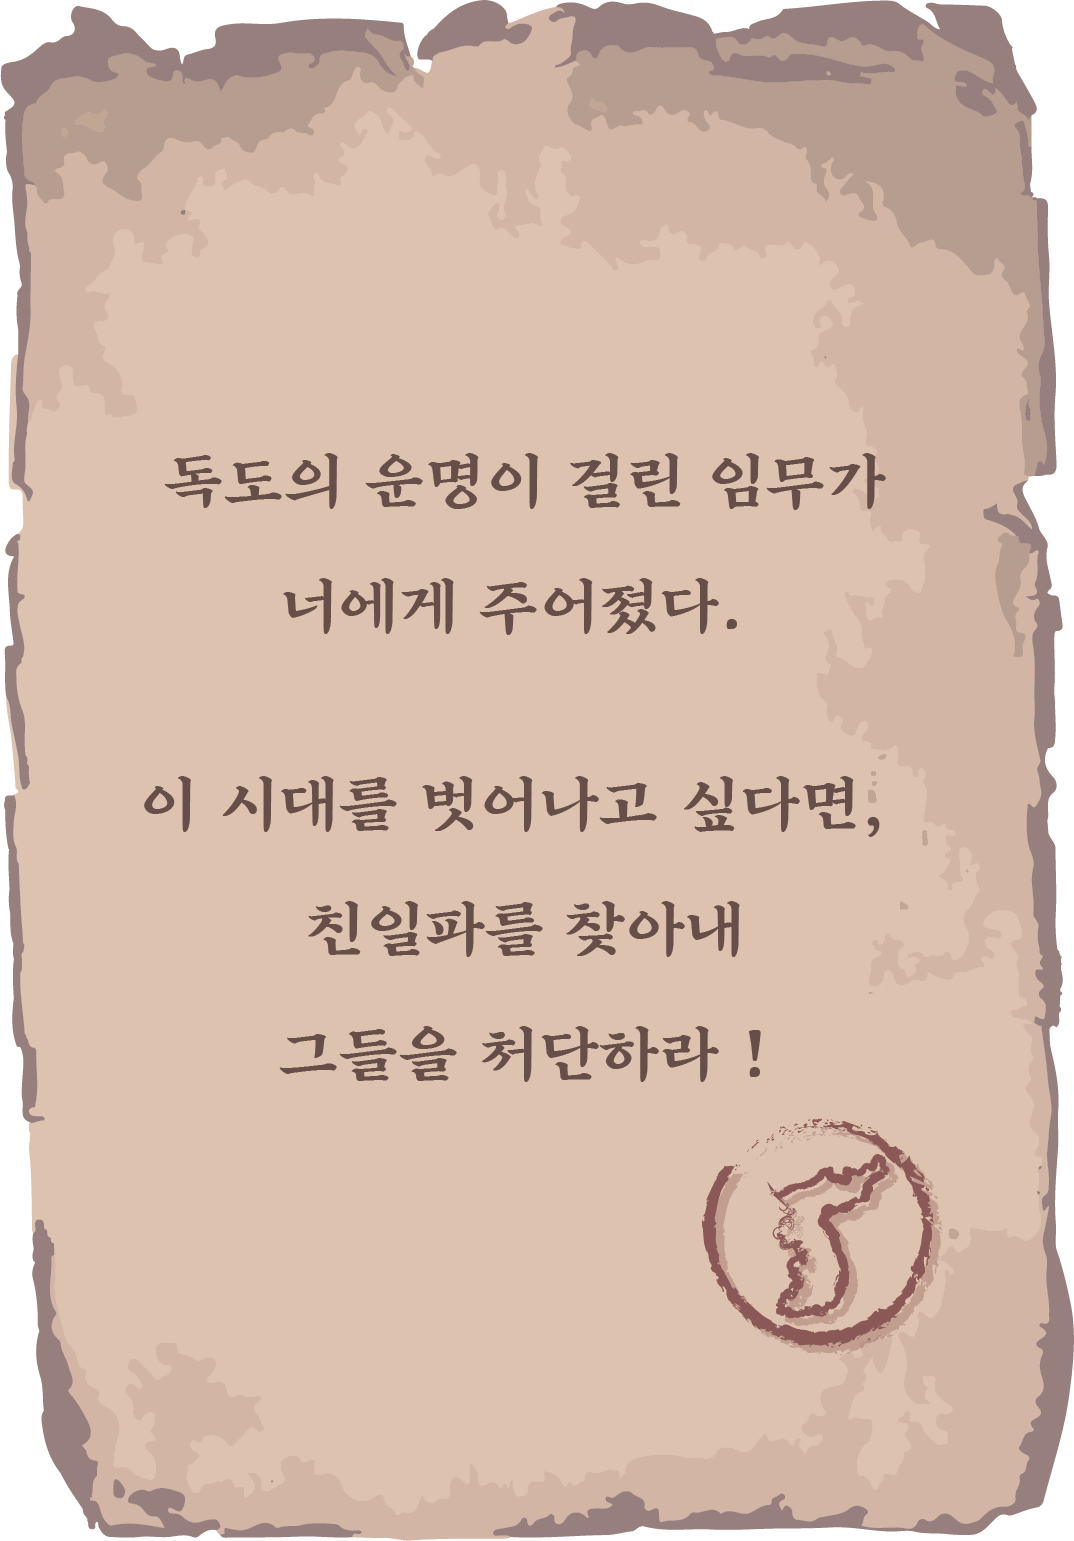 독도의 운명이 걸린 임무가
너에게 주어졌다.
이 시대를 벗어나고 싶다면,
친일파를 찾아내
그들을 처단하라 !